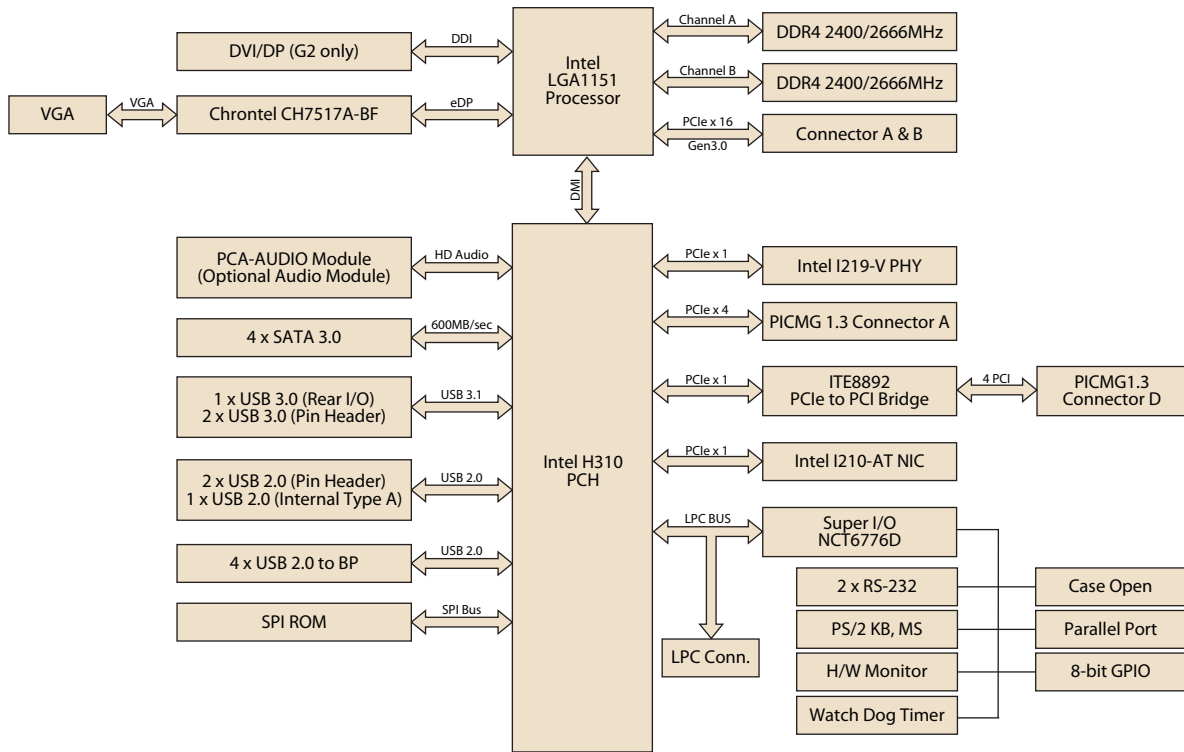 DVI/DP (G2 only)
DDI
Intel
LGA1151
Processor
Channel A
DDR4 2400/2666MHz
Channel B
DDR4 2400/2666MHz
VGA
VGA
Chrontel CH7517A-BF
eDP
PCIe x 16
Gen3.0
Connector A & B
DMI
PCA-AUDIO Module
(Optional Audio Module)
HD Audio
4 x SATA 3.0
600MB/sec
1 x USB 3.0 (Rear I/O)
2 x USB 3.0 (Pin Header)
USB 3.1
2 x USB 2.0 (Pin Header)
1 x USB 2.0 (Internal Type A)
USB 2.0
4 x USB 2.0 to BP
USB 2.0
SPI ROM
SPI Bus
Intel H310
PCH
PCIe x 1
Intel I219-V PHY
PCIe x 4
PICMG 1.3 Connector A
PCIe x 1
ITE8892
PCIe to PCI Bridge
4 PCI
PICMG1.3
Connector D
PCIe x 1
Intel I210-AT NIC
LPC BUS
Super I/O
NCT6776D
LPC Conn.
2 x RS-232
Case Open
PS/2 KB, MS
Parallel Port
H/W Monitor
8-bit GPIO
Watch Dog Timer